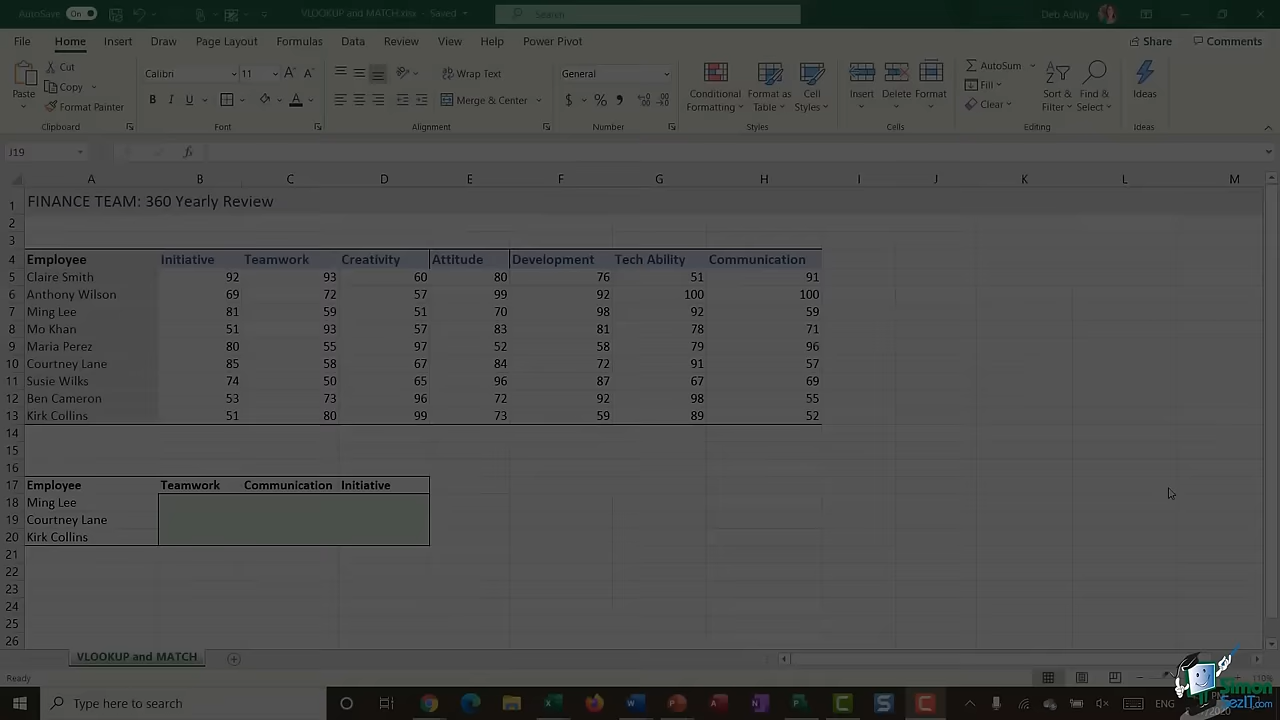 AutoSave On VLOOKUP and MATCH.xlsx - Saved Search Deb Ashby
File Home Insert Draw Page Layout Formulas Data Review View Help Power Pivot Share Comments
Paste Cut Copy Format Painter Clipboard
Calibri 11 A A B I U A Font
Wrap Text Merge & Center Alignment
General $ % , Number
Conditional Formatting Format as Table Cell Styles Styles
Insert Delete Format Cells
AutoSum Fill Clear Sort & Filter Find & Select Editing
Ideas Ideas
J19 fx
A B C D E F G H I J K L M
1 FINANCE TEAM: 360 Yearly Review
2
3
4 Employee Initiative Teamwork Creativity Attitude Development Tech Ability Communication
5 Claire Smith 92 93 60 80 76 51 91
6 Anthony Wilson 69 72 57 99 92 100 100
7 Ming Lee 81 59 51 70 98 92 59
8 Mo Khan 51 93 57 83 81 78 71
9 Maria Perez 80 55 97 52 58 79 96
10 Courtney Lane 85 58 67 84 72 91 57
11 Susie Wilks 74 50 65 96 87 67 69
12 Ben Cameron 53 73 96 72 92 98 55
13 Kirk Collins 51 80 99 73 59 89 52
14
15
16
17 Employee Teamwork Communication Initiative
18 Ming Lee
19 Courtney Lane
20 Kirk Collins
21
22
23
24
25
26
VLOOKUP and MATCH
Ready 110%
Type here to search ENG
Simon SezIT.com